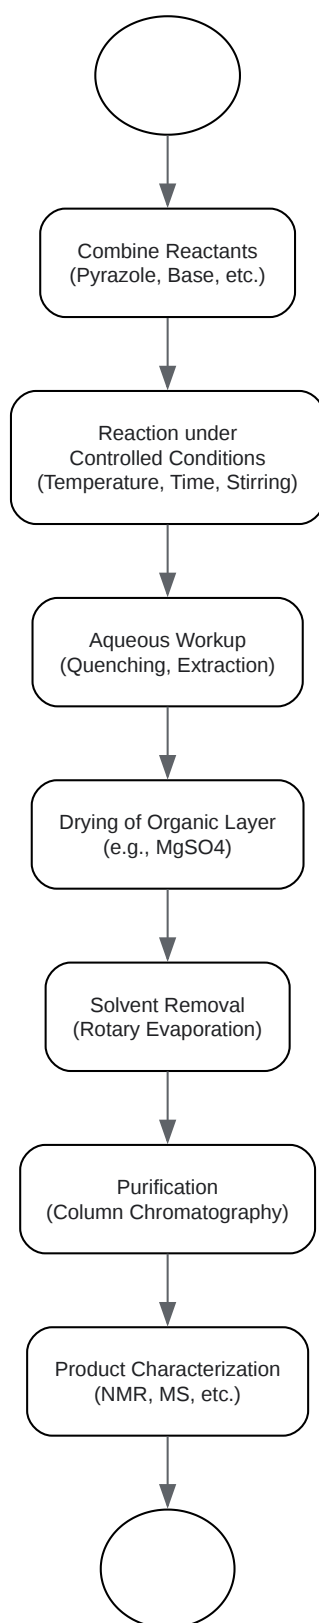 Combine Reactants
(Pyrazole, Base, etc.)
Reaction under
Controlled Conditions
(Temperature, Time, Stirring)
Aqueous Workup
(Quenching, Extraction)
Drying of Organic Layer
(e.g., MgSO4)
Solvent Removal
(Rotary Evaporation)
Purification
(Column Chromatography)
Product Characterization
(NMR, MS, etc.)